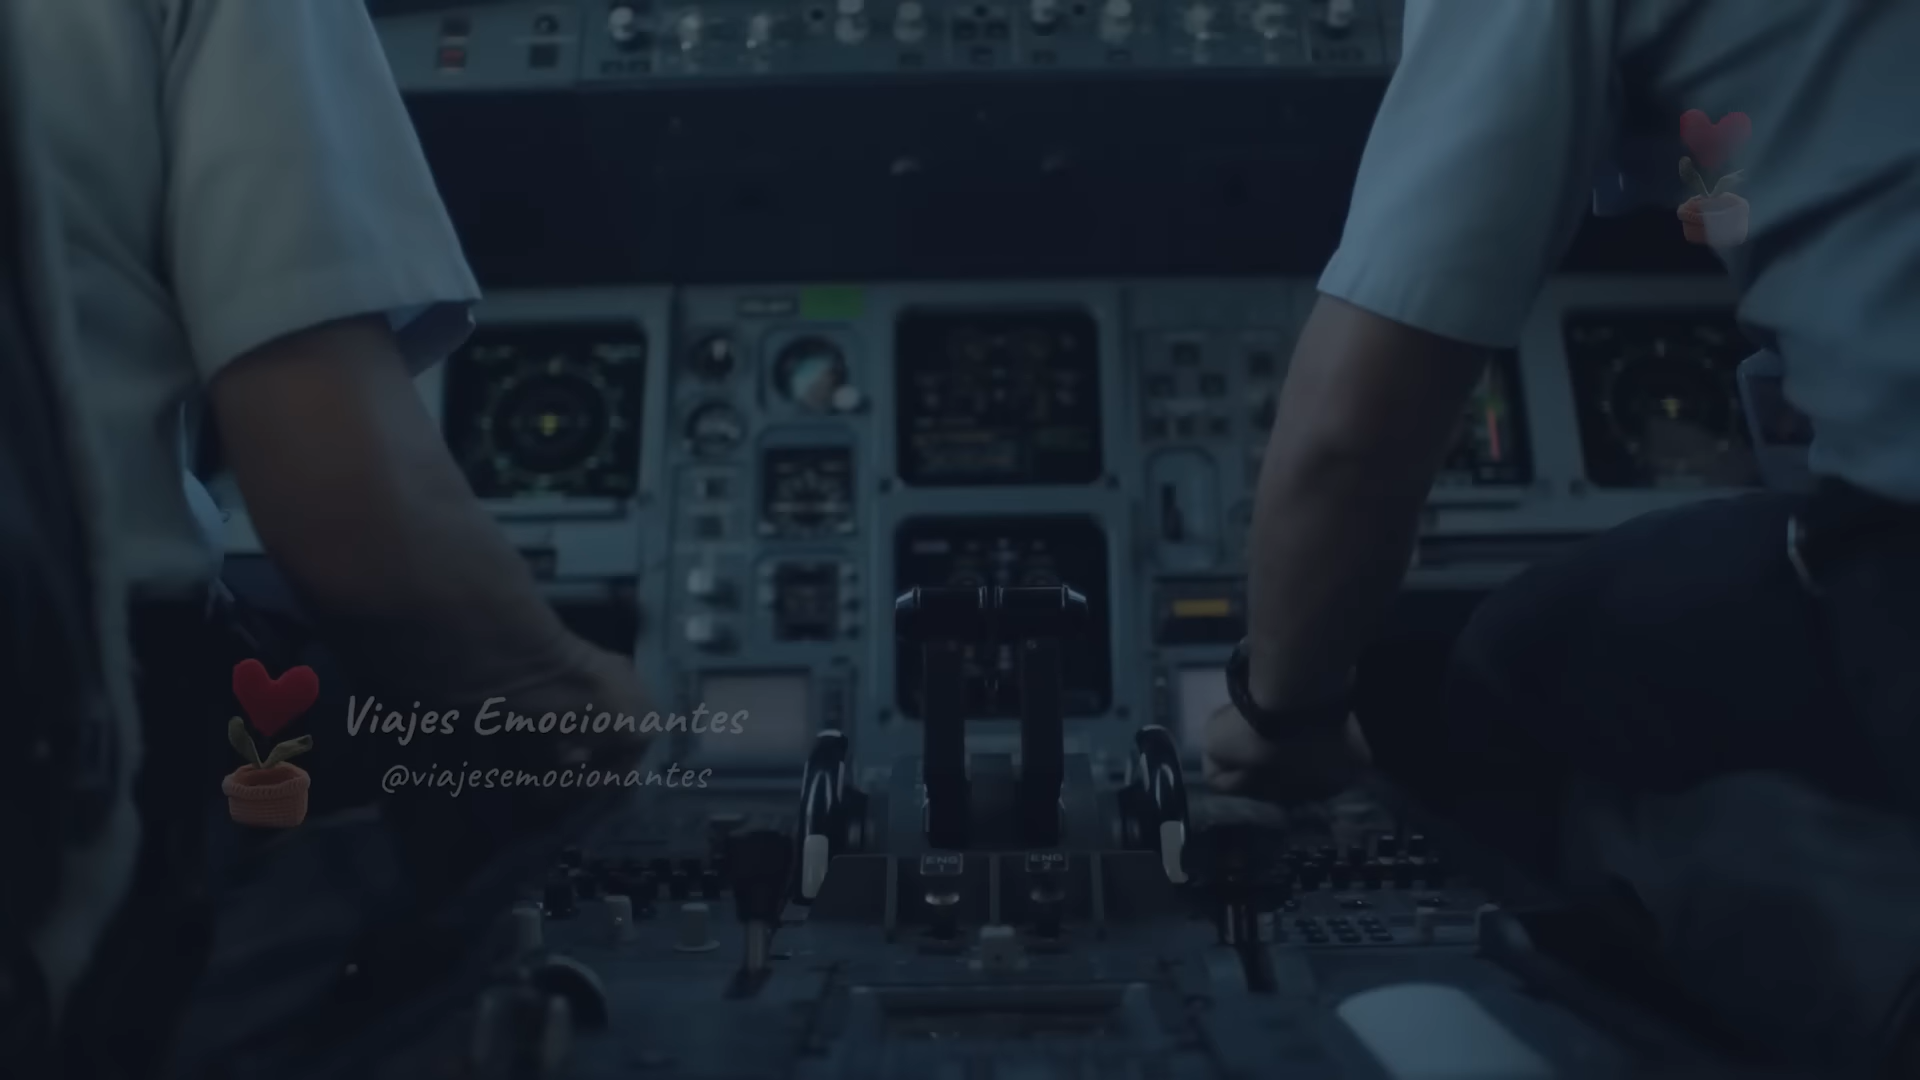 Viajes Emocionantes
@viajesemocionantes
ENG
1
ENG
2